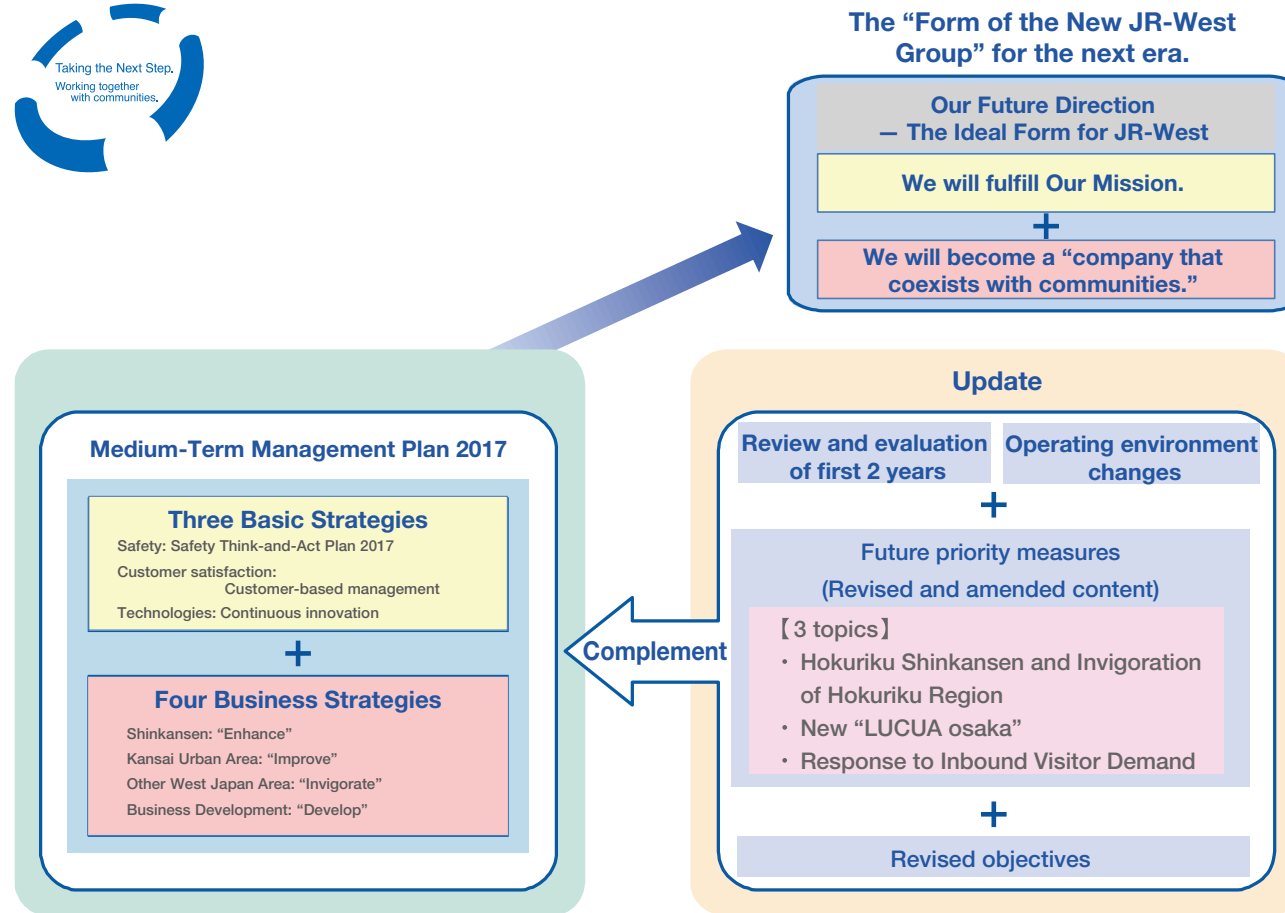 Taking the Next Step.
Working together
with communities.
The “Form of the New JR-West
Group” for the next era.
Our Future Direction
— The Ideal Form for JR-West
We will fulfill Our Mission.
+
We will become a “company that
coexists with communities.”
Medium-Term Management Plan 2017
Three Basic Strategies
Safety: Safety Think-and-Act Plan 2017
Customer satisfaction:
Customer-based management
Technologies: Continuous innovation
+
Four Business Strategies
Shinkansen: “Enhance”
Kansai Urban Area: “Improve”
Other West Japan Area: “Invigorate”
Business Development: “Develop”
Complement
Update
Review and evaluation
of first 2 years
Operating environment
changes
+
Future priority measures
(Revised and amended content)
【3 topics】
・ Hokuriku Shinkansen and Invigoration
of Hokuriku Region
・ New “LUCUA osaka”
・ Response to Inbound Visitor Demand
+
Revised objectives